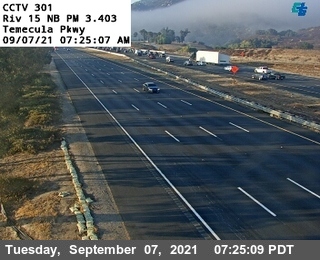 CCTV 301
Riv 15 NB PM 3.403
Temecula Pkwy
09/07/21 07:25:07 AM
Tuesday, September 07, 2021 07:25:09 PDT